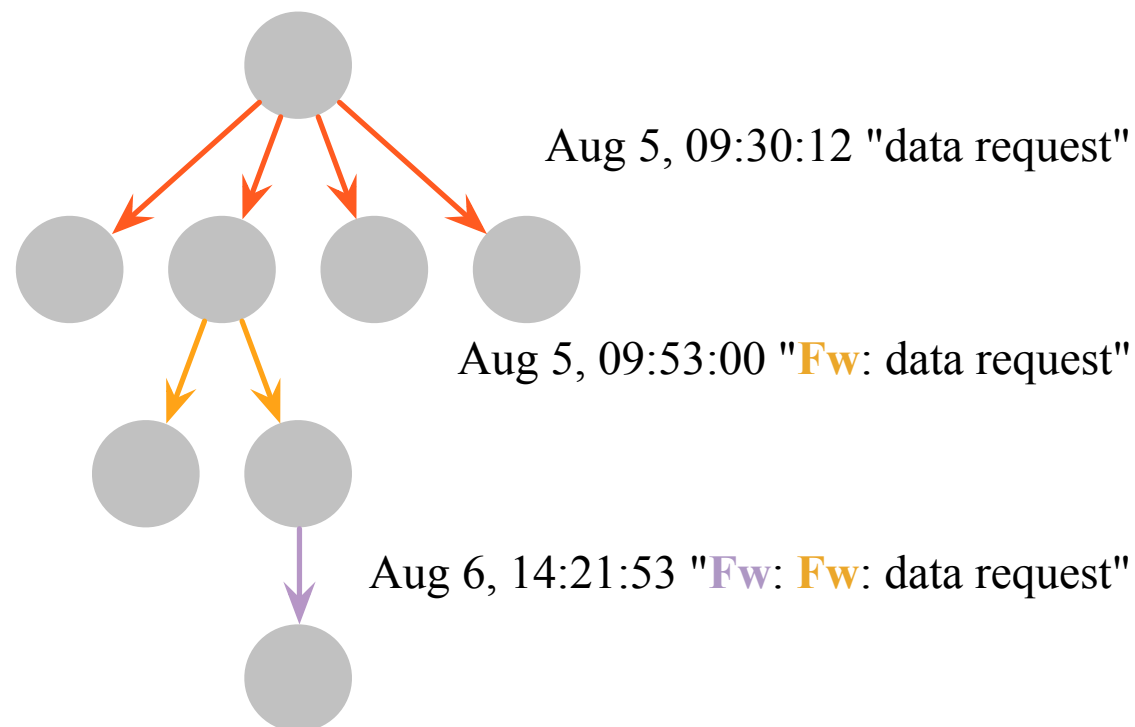 Aug 5, 09:30:12 "data request"
Aug 5, 09:53:00 "Fw: data request"
Aug 6, 14:21:53 "Fw: Fw: data request"